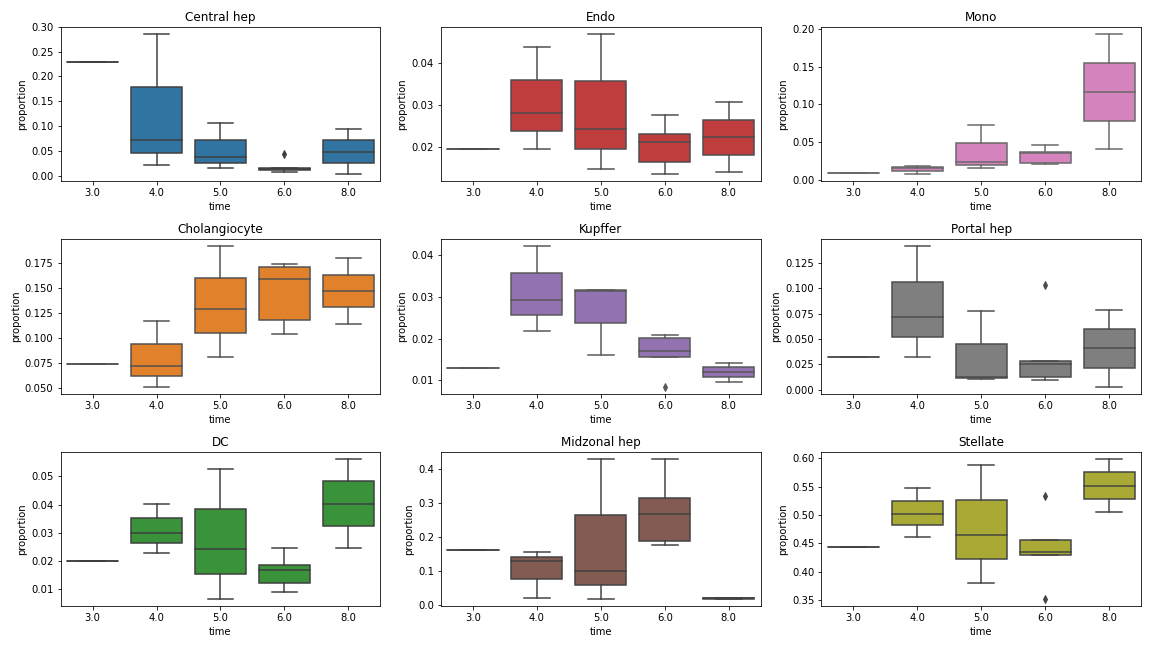 Central hep
proportion
0.30
0.25
0.20
0.15
0.10
0.05
0.00
3.0 4.0 5.0 6.0 8.0
time
Endo
proportion
0.04
0.03
0.02
3.0 4.0 5.0 6.0 8.0
time
Mono
proportion
0.20
0.15
0.10
0.05
0.00
3.0 4.0 5.0 6.0 8.0
time
Cholangiocyte
proportion
0.175
0.150
0.125
0.100
0.075
0.050
3.0 4.0 5.0 6.0 8.0
time
Kupffer
proportion
0.04
0.03
0.02
0.01
3.0 4.0 5.0 6.0 8.0
time
Portal hep
proportion
0.125
0.100
0.075
0.050
0.025
0.000
3.0 4.0 5.0 6.0 8.0
time
DC
proportion
0.05
0.04
0.03
0.02
0.01
3.0 4.0 5.0 6.0 8.0
time
Midzonal hep
proportion
0.4
0.3
0.2
0.1
0.0
3.0 4.0 5.0 6.0 8.0
time
Stellate
proportion
0.60
0.55
0.50
0.45
0.40
0.35
3.0 4.0 5.0 6.0 8.0
time